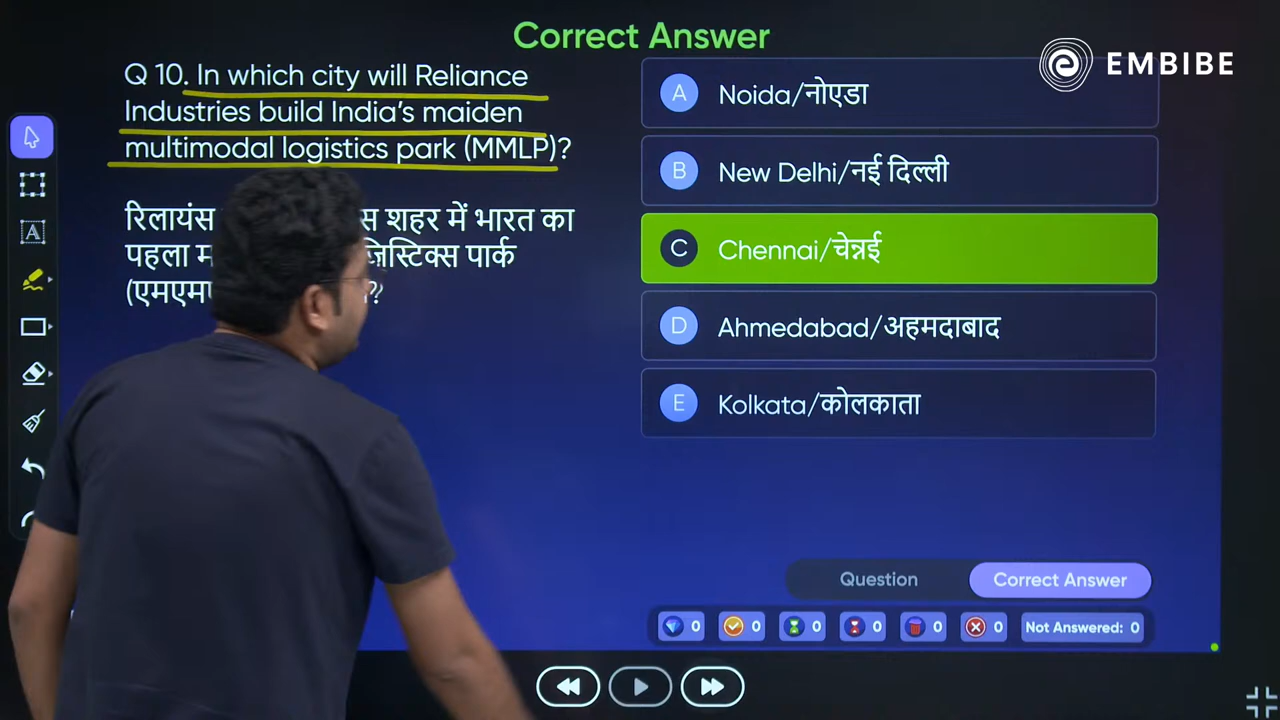 Correct Answer
EMBIBE
Q 10. In which city will Reliance
Industries build India's maiden
multimodal logistics park (MMLP)?
रिलायंस शहर में भारत का
पहला पार्क
A Noida/नोएडा
B New Delhi/नई दिल्ली
C Chennai/चेन्नई
D Ahmedabad/अहमदाबाद
E Kolkata/कोलकाता
Question Correct Answer
0 0 0 0 0 0 Not Answered: 0